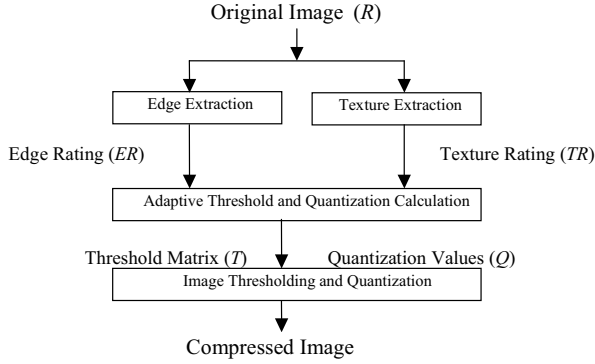 Original Image (R)
Edge Extraction
Texture Extraction
Edge Rating (ER)
Texture Rating (TR)
Adaptive Threshold and Quantization Calculation
Threshold Matrix (T)
Quantization Values (Q)
Image Thresholding and Quantization
Compressed Image